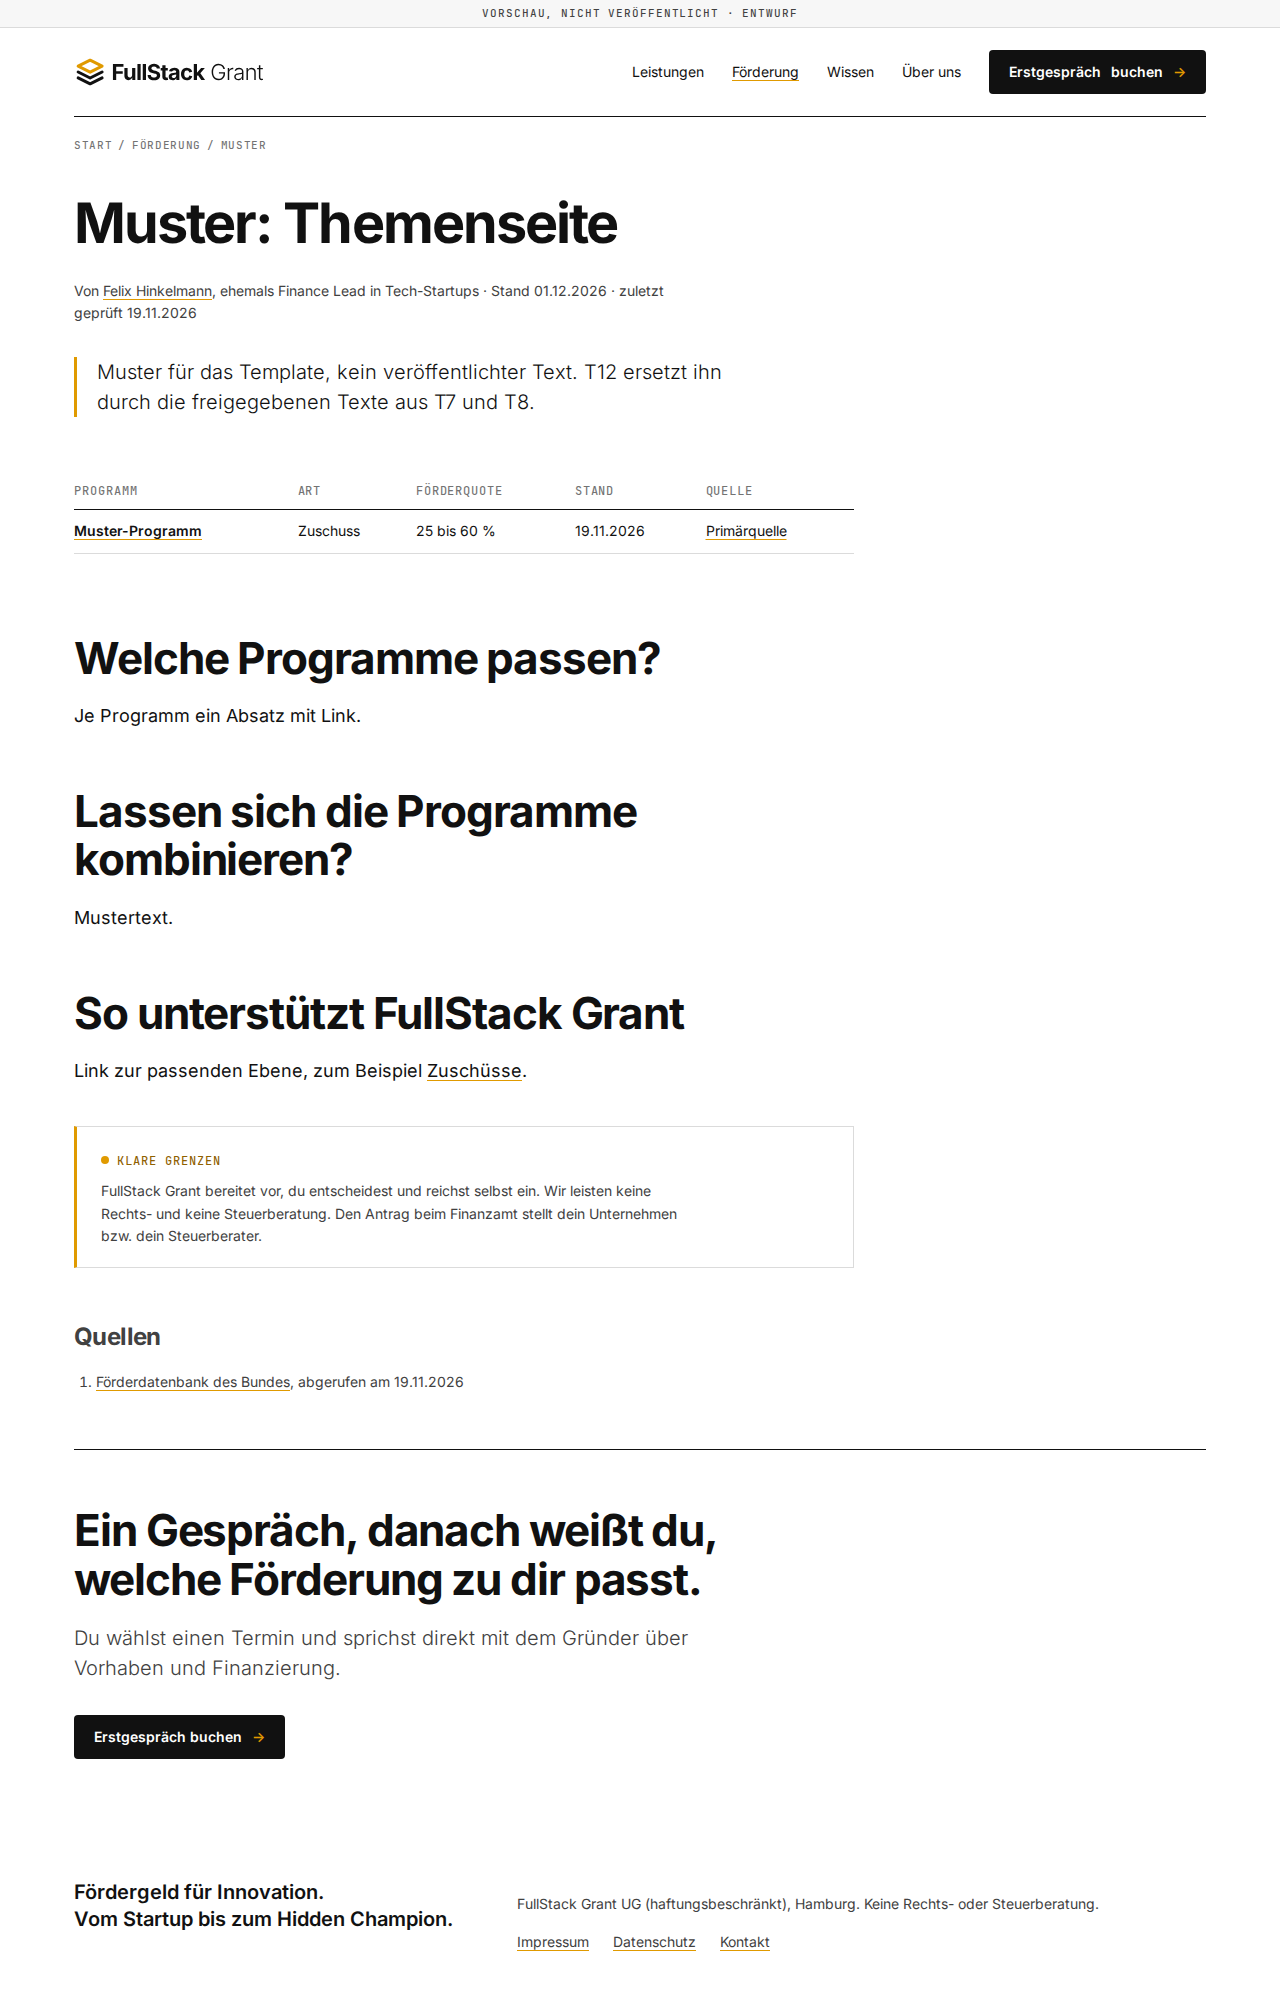 VORSCHAU, NICHT VERÖFFENTLICHT · ENTWURF
FullStack Grant
Leistungen Förderung Wissen Über uns Erstgespräch buchen →
START / FÖRDERUNG / MUSTER
Muster: Themenseite
Von Felix Hinkelmann, ehemals Finance Lead in Tech-Startups · Stand 01.12.2026 · zuletzt
geprüft 19.11.2026
Muster für das Template, kein veröffentlichter Text. T12 ersetzt ihn
durch die freigegebenen Texte aus T7 und T8.
PROGRAMM ART FÖRDERQUOTE STAND QUELLE
Muster-Programm Zuschuss 25 bis 60 % 19.11.2026 Primärquelle
Welche Programme passen?
Je Programm ein Absatz mit Link.
Lassen sich die Programme
kombinieren?
Mustertext.
So unterstützt FullStack Grant
Link zur passenden Ebene, zum Beispiel Zuschüsse.
KLARE GRENZEN
FullStack Grant bereitet vor, du entscheidest und reichst selbst ein. Wir leisten keine
Rechts- und keine Steuerberatung. Den Antrag beim Finanzamt stellt dein Unternehmen
bzw. dein Steuerberater.
Quellen
1. Förderdatenbank des Bundes, abgerufen am 19.11.2026
Ein Gespräch, danach weißt du,
welche Förderung zu dir passt.
Du wählst einen Termin und sprichst direkt mit dem Gründer über
Vorhaben und Finanzierung.
Erstgespräch buchen →
Fördergeld für Innovation.
Vom Startup bis zum Hidden Champion.
FullStack Grant UG (haftungsbeschränkt), Hamburg. Keine Rechts- oder Steuerberatung.
Impressum Datenschutz Kontakt